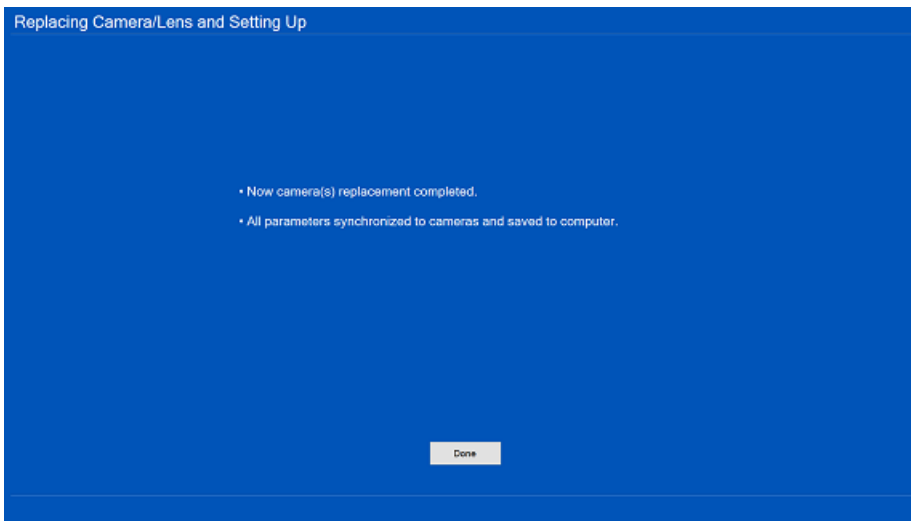 Replacing Camera/Lens and Setting Up
• Now camera(s) replacement completed.
• All parameters synchronized to cameras and saved to computer.
Done